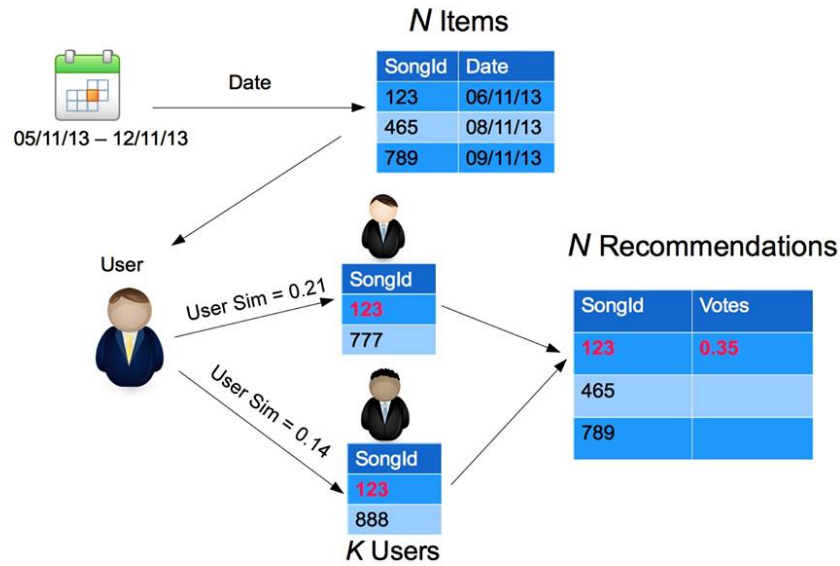 N Items
Date
05/11/13 – 12/11/13
SongId Date
123 06/11/13
465 08/11/13
789 09/11/13
User
User Sim = 0.21
SongId
123
777
User Sim = 0.14
SongId
123
888
K Users
N Recommendations
SongId Votes
123 0.35
465
789